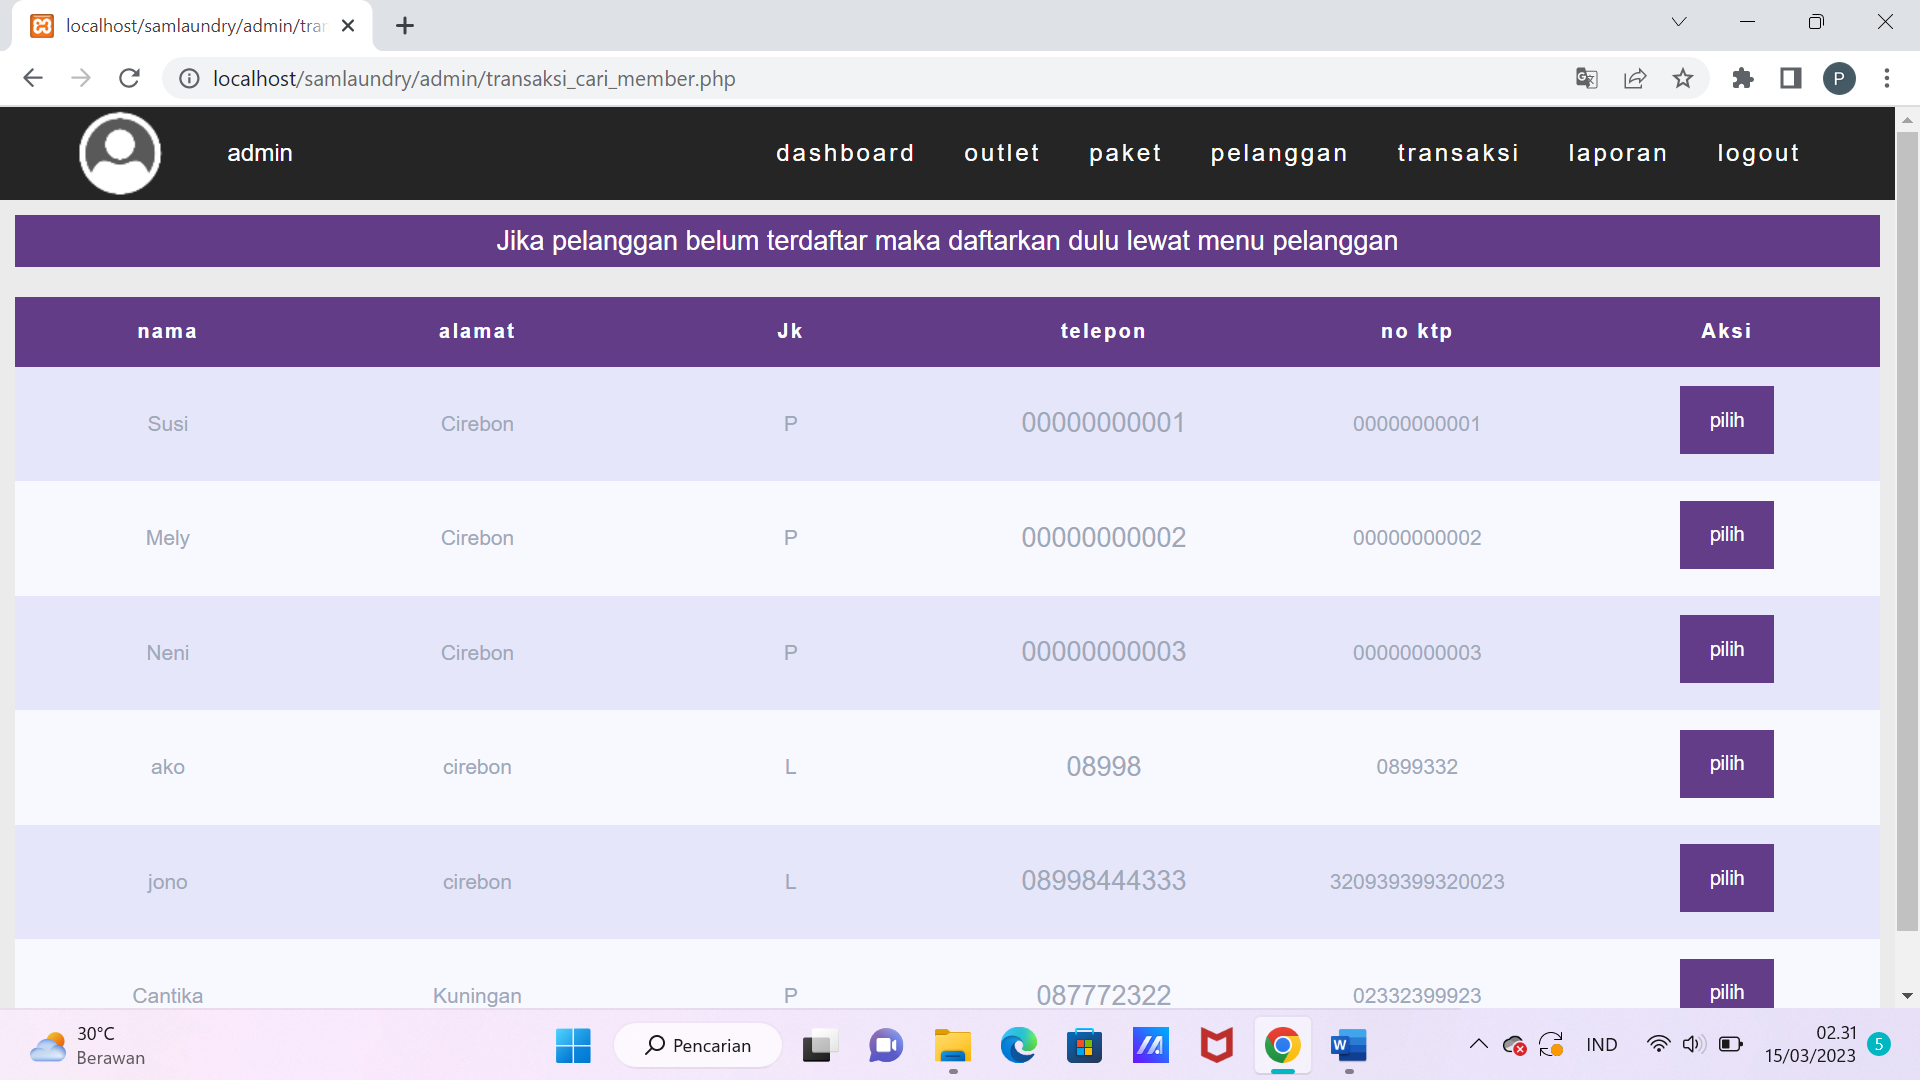 localhost/samlaundry/admin/trar
localhost/samlaundry/admin/transaksi_cari_member.php
P
admin dashboard outlet paket pelanggan transaksi laporan logout
Jika pelanggan belum terdaftar maka daftarkan dulu lewat menu pelanggan
nama alamat Jk telepon no ktp Aksi
Susi Cirebon P 00000000001 00000000001 pilih
Mely Cirebon P 00000000002 00000000002 pilih
Neni Cirebon P 00000000003 00000000003 pilih
ako cirebon L 08998 0899332 pilih
jono cirebon L 08998444333 320939399320023 pilih
Cantika Kuningan P 087772322 02332399923 pilih
30°C
Berawan
Pencarian
W
IND
02.31
15/03/2023
5